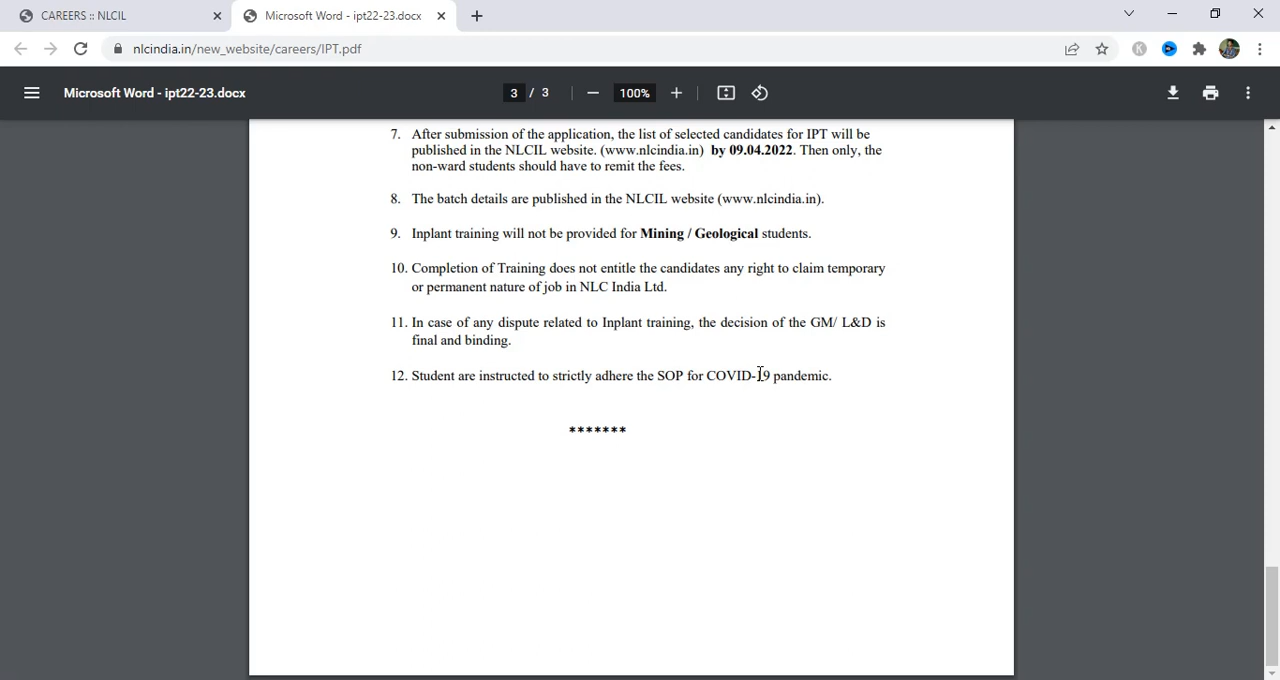 CAREERS :: NLCIL
Microsoft Word - ipt22-23.docx
nlcindia.in/new_website/careers/IPT.pdf
K
Microsoft Word - ipt22-23.docx
3 / 3
100%
7. After submission of the application, the list of selected candidates for IPT will be
published in the NLCIL website. (www.nlcindia.in) by 09.04.2022. Then only, the
non-ward students should have to remit the fees.
8. The batch details are published in the NLCIL website (www.nlcindia.in).
9. Inplant training will not be provided for Mining / Geological students.
10. Completion of Training does not entitle the candidates any right to claim temporary
or permanent nature of job in NLC India Ltd.
11. In case of any dispute related to Inplant training, the decision of the GM/ L&D is
final and binding.
12. Student are instructed to strictly adhere the SOP for COVID-19 pandemic.
*******